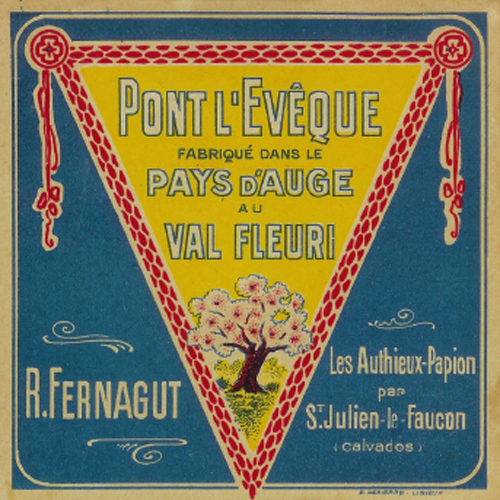 PONT L'EVÊQUE
FABRIQUÉ DANS LE
PAYS D'AUGE
AU
VAL FLEURI
R. FERNAGUT
Les Authieux-Papion
par
ST. Julien-le-Faucon
(calvados)
LISIEUX